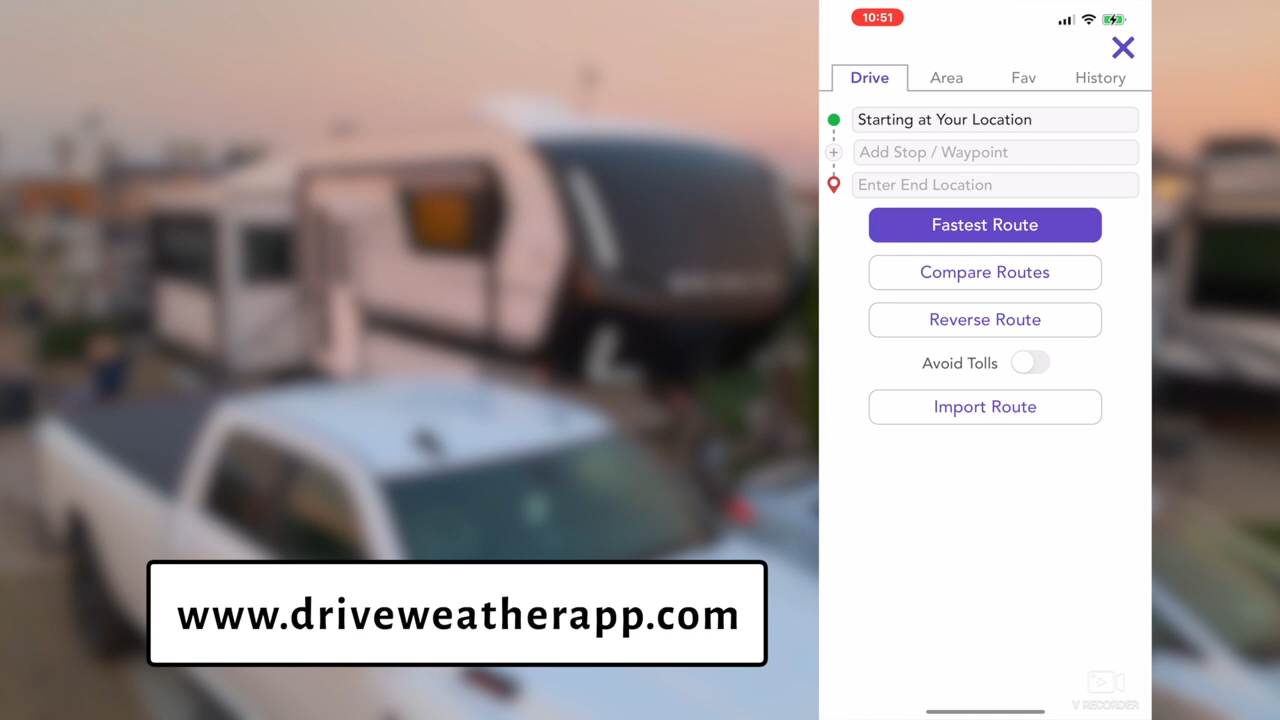 10:51
Drive Area Fav History
Starting at Your Location
Add Stop / Waypoint
Enter End Location
Fastest Route
Compare Routes
Reverse Route
Avoid Tolls
Import Route
www.driveweatherapp.com
V RECORDER